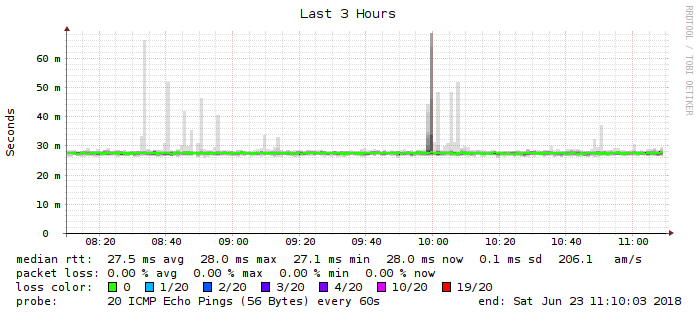 Last 3 Hours
RRDTOOL / TOBI OETIKER
Seconds
60 m
50 m
40 m
30 m
20 m
10 m
0
08:20 08:40 09:00 09:20 09:40 10:00 10:20 10:40 11:00
median rtt: 27.5 ms avg 28.0 ms max 27.1 ms min 28.0 ms now 0.1 ms sd 206.1 am/s
packet loss: 0.00 % avg 0.00 % max 0.00 % min 0.00 % now
loss color: 0 1/20 2/20 3/20 4/20 10/20 19/20
probe: 20 ICMP Echo Pings (56 Bytes) every 60s end: Sat Jun 23 11:10:03 2018